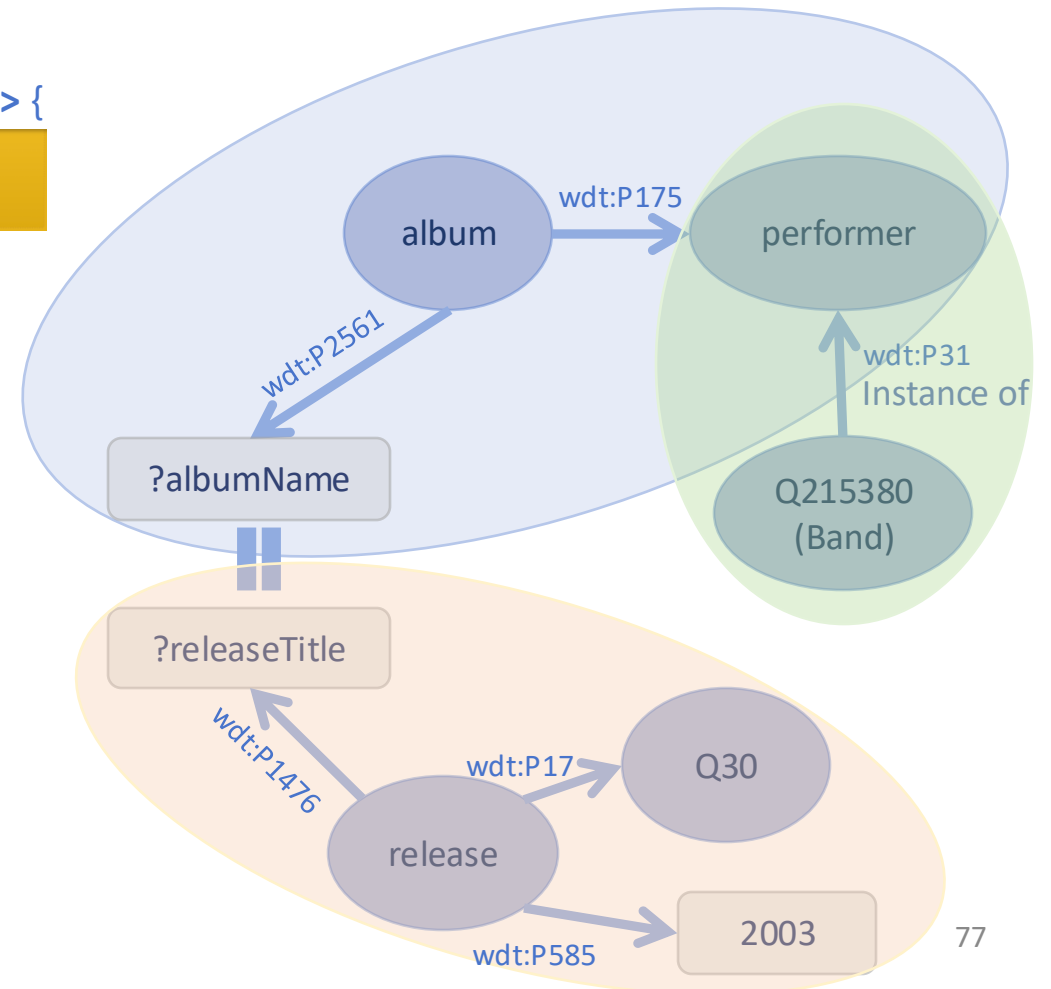 > {
wdt:P175
album
performer
wdt:P2561
wdt:P31
Instance of
?albumName
Q215380
(Band)
?releaseTitle
wdt:P1476
wdt:P17
Q30
release
2003
wdt:P585
77